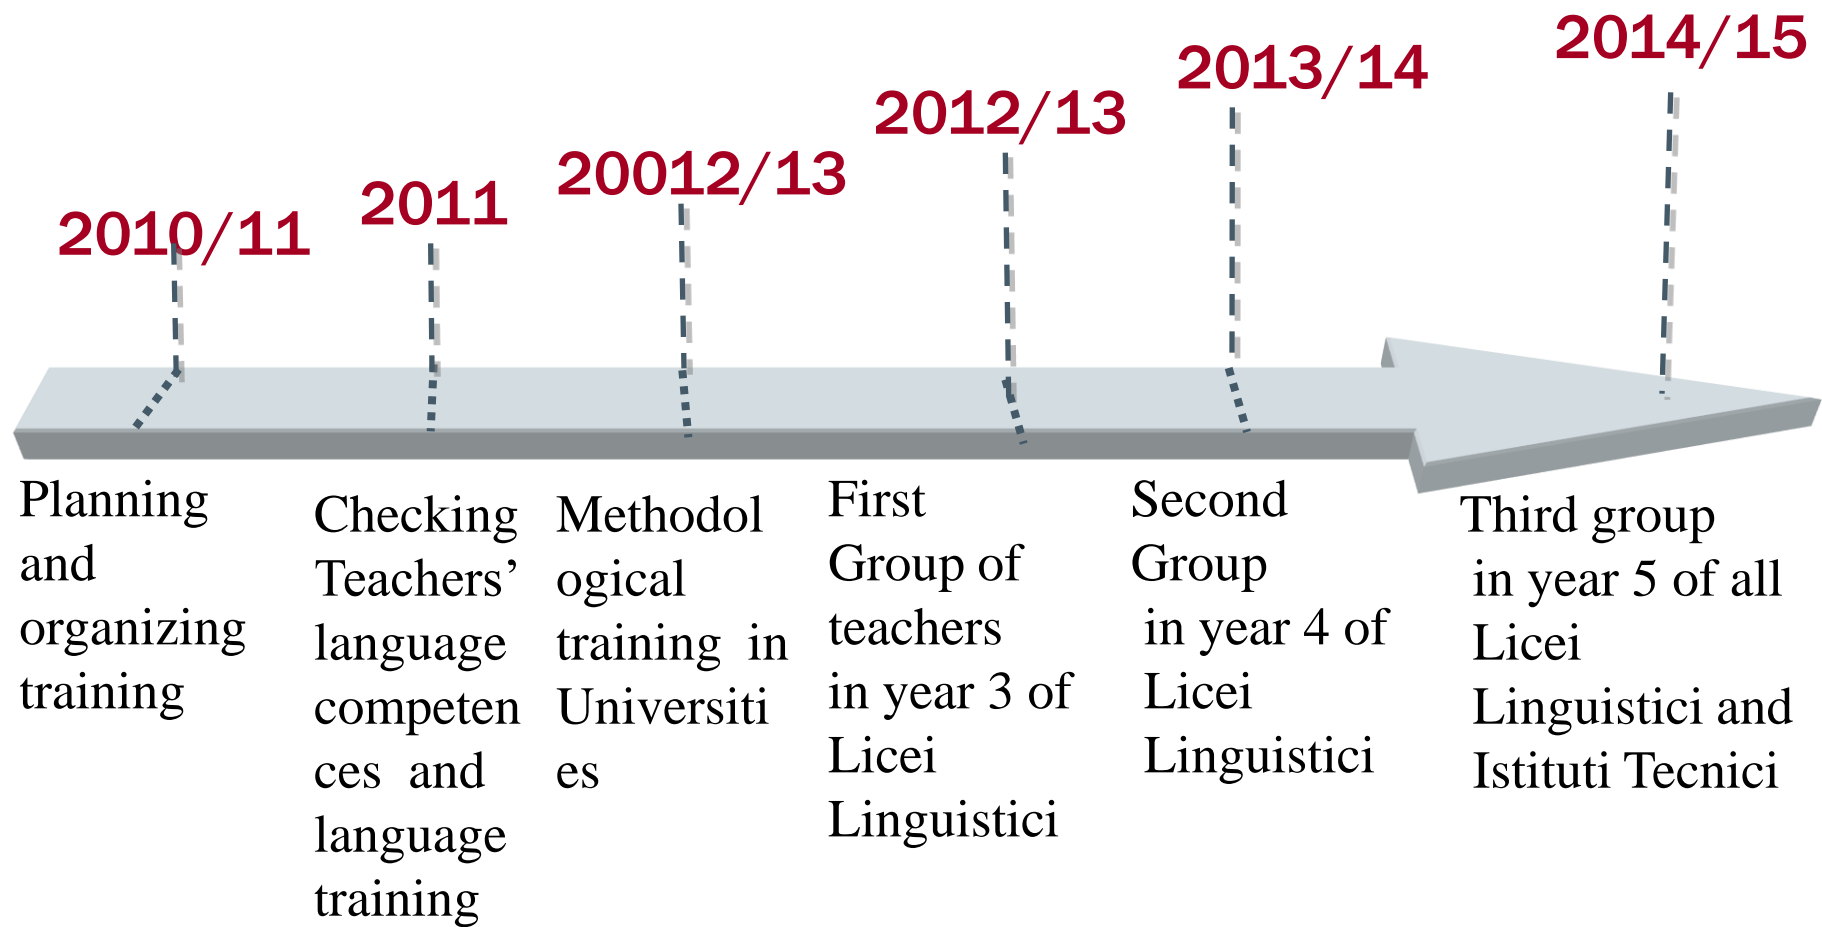 2010/11
2011
20012/13
2012/13
2013/14
2014/15
Planning
and
organizing
training
Checking
Teachers’
language
competen
ces and
language
training
Methodol
ogical
training in
Universiti
es
First
Group of
teachers
in year 3 of
Licei
Linguistici
Second
Group
in year 4 of
Licei
Linguistici
Third group
in year 5 of all
Licei
Linguistici and
Istituti Tecnici